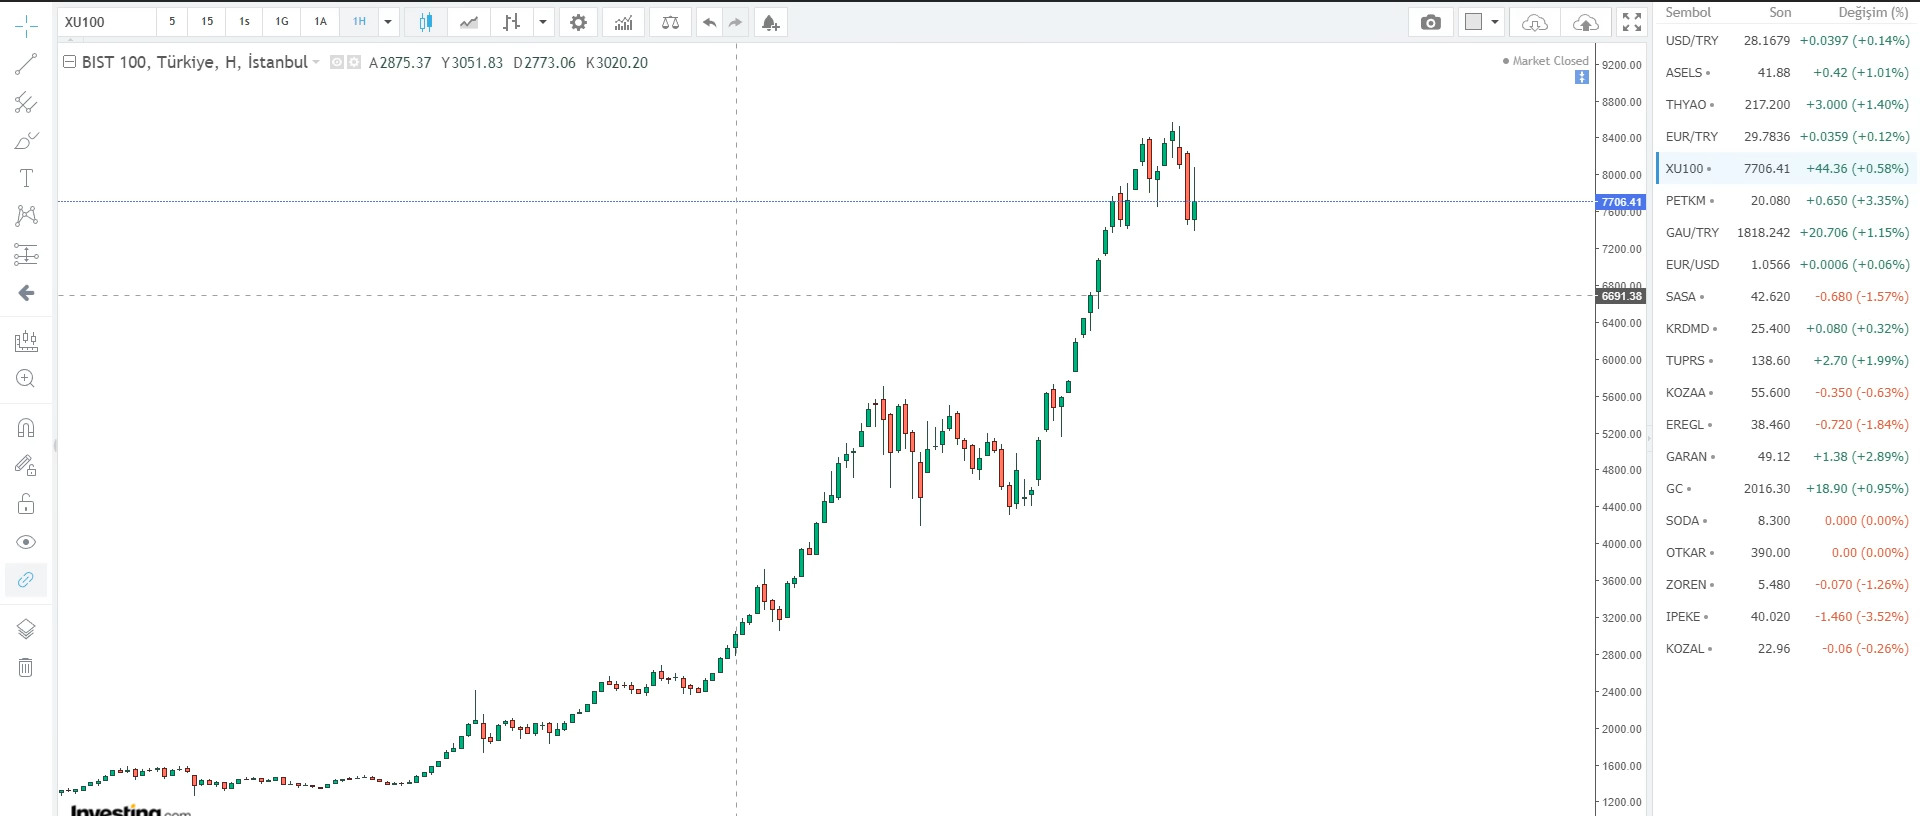 XU100 5 15 1s 1G 1A 1H
BIST 100, Türkiye, H, İstanbul A2875.37 Y3051.83 D2773.06 K3020.20
Market Closed
9200.00
8800.00
8400.00
8000.00
7706.41
7600.00
7200.00
6800.00
6691.38
6400.00
6000.00
5600.00
5200.00
4800.00
4400.00
4000.00
3600.00
3200.00
2800.00
2400.00
2000.00
1600.00
1200.00
Investing.com
Sembol Son Değişim (%)
USD/TRY 28.1679 +0.0397 (+0.14%)
ASELS 41.88 +0.42 (+1.01%)
THYAO 217.200 +3.000 (+1.40%)
EUR/TRY 29.7836 +0.0359 (+0.12%)
XU100 7706.41 +44.36 (+0.58%)
PETKM 20.080 +0.650 (+3.35%)
GAU/TRY 1818.242 +20.706 (+1.15%)
EUR/USD 1.0566 +0.0006 (+0.06%)
SASA 42.620 -0.680 (-1.57%)
KRDMD 25.400 +0.080 (+0.32%)
TUPRS 138.60 +2.70 (+1.99%)
KOZAA 55.600 -0.350 (-0.63%)
EREGL 38.460 -0.720 (-1.84%)
GARAN 49.12 +1.38 (+2.89%)
GC 2016.30 +18.90 (+0.95%)
SODA 8.300 0.000 (0.00%)
OTKAR 390.00 0.00 (0.00%)
ZOREN 5.480 -0.070 (-1.26%)
IPEKE 40.020 -1.460 (-3.52%)
KOZAL 22.96 -0.06 (-0.26%)